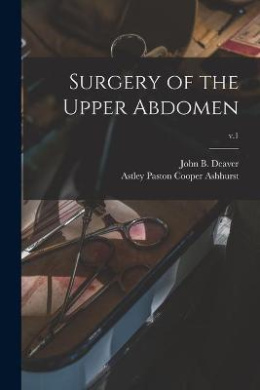 Surgery of the
Upper Abdomen
v.1
John B. Deaver
Astley Paston Cooper Ashhurst